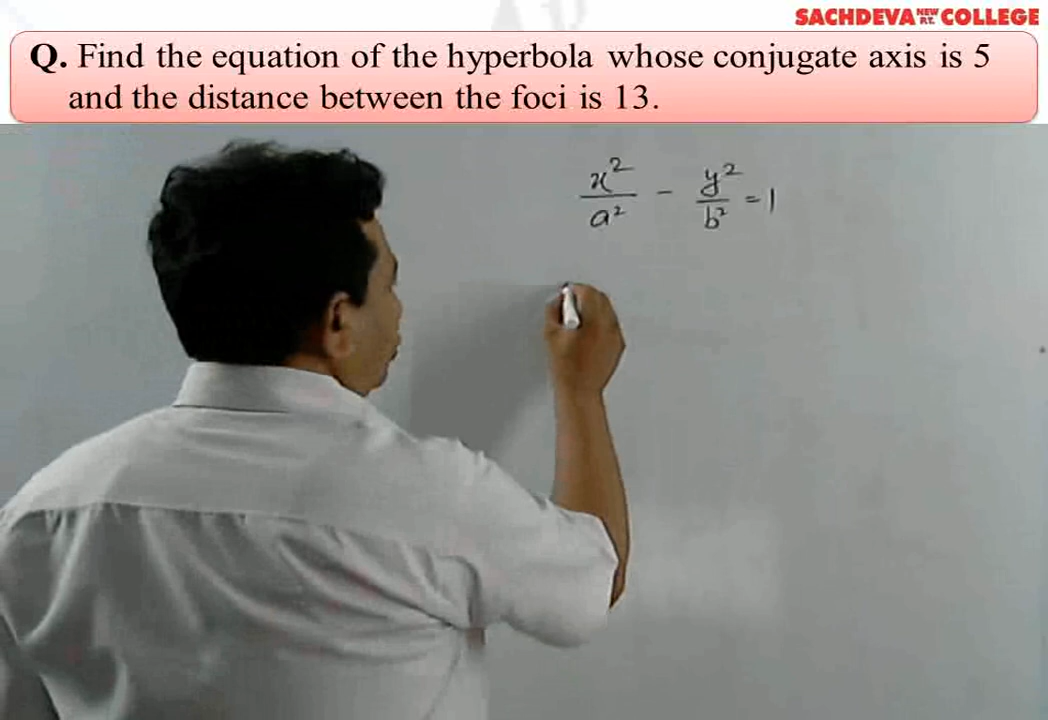 SACHDEVA NEW P.T. COLLEGE
Q. Find the equation of the hyperbola whose conjugate axis is 5
and the distance between the foci is 13.
x²/a² - y²/b² = 1